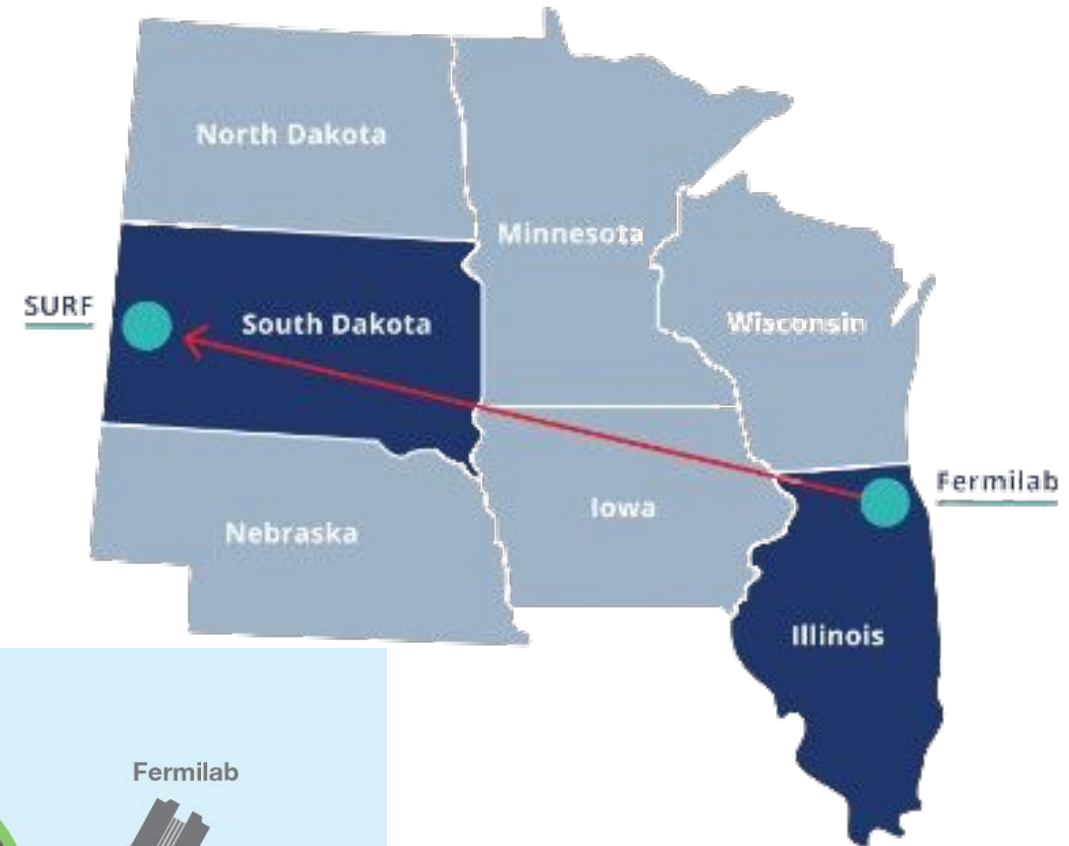 North Dakota
Minnesota
SURF
South Dakota
Wisconsin
Fermilab
Iowa
Nebraska
Illinois
Fermilab